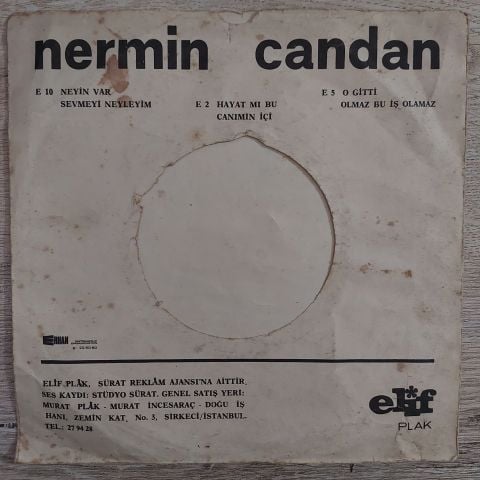 nermin candan
E 10 NEYİN VAR
SEVMEYİ NEYLEYİM
E 2 HAYAT MI BU
CANIMIN İÇİ
E 5 O GİTTİ
OLMAZ BU İŞ OLAMAZ
ELİF PLÂK, SÜRAT REKLÂM AJANSI'NA AİTTİR.
SES KAYDI: STÜDYO SÜRAT. GENEL SATIŞ YERİ:
MURAT PLÂK - MURAT İNCESARAÇ - DOĞU İŞ
HANI, ZEMİN KAT, No. 3, SİRKECİ/İSTANBUL.
TEL.: 27 94 28
elif
PLAK